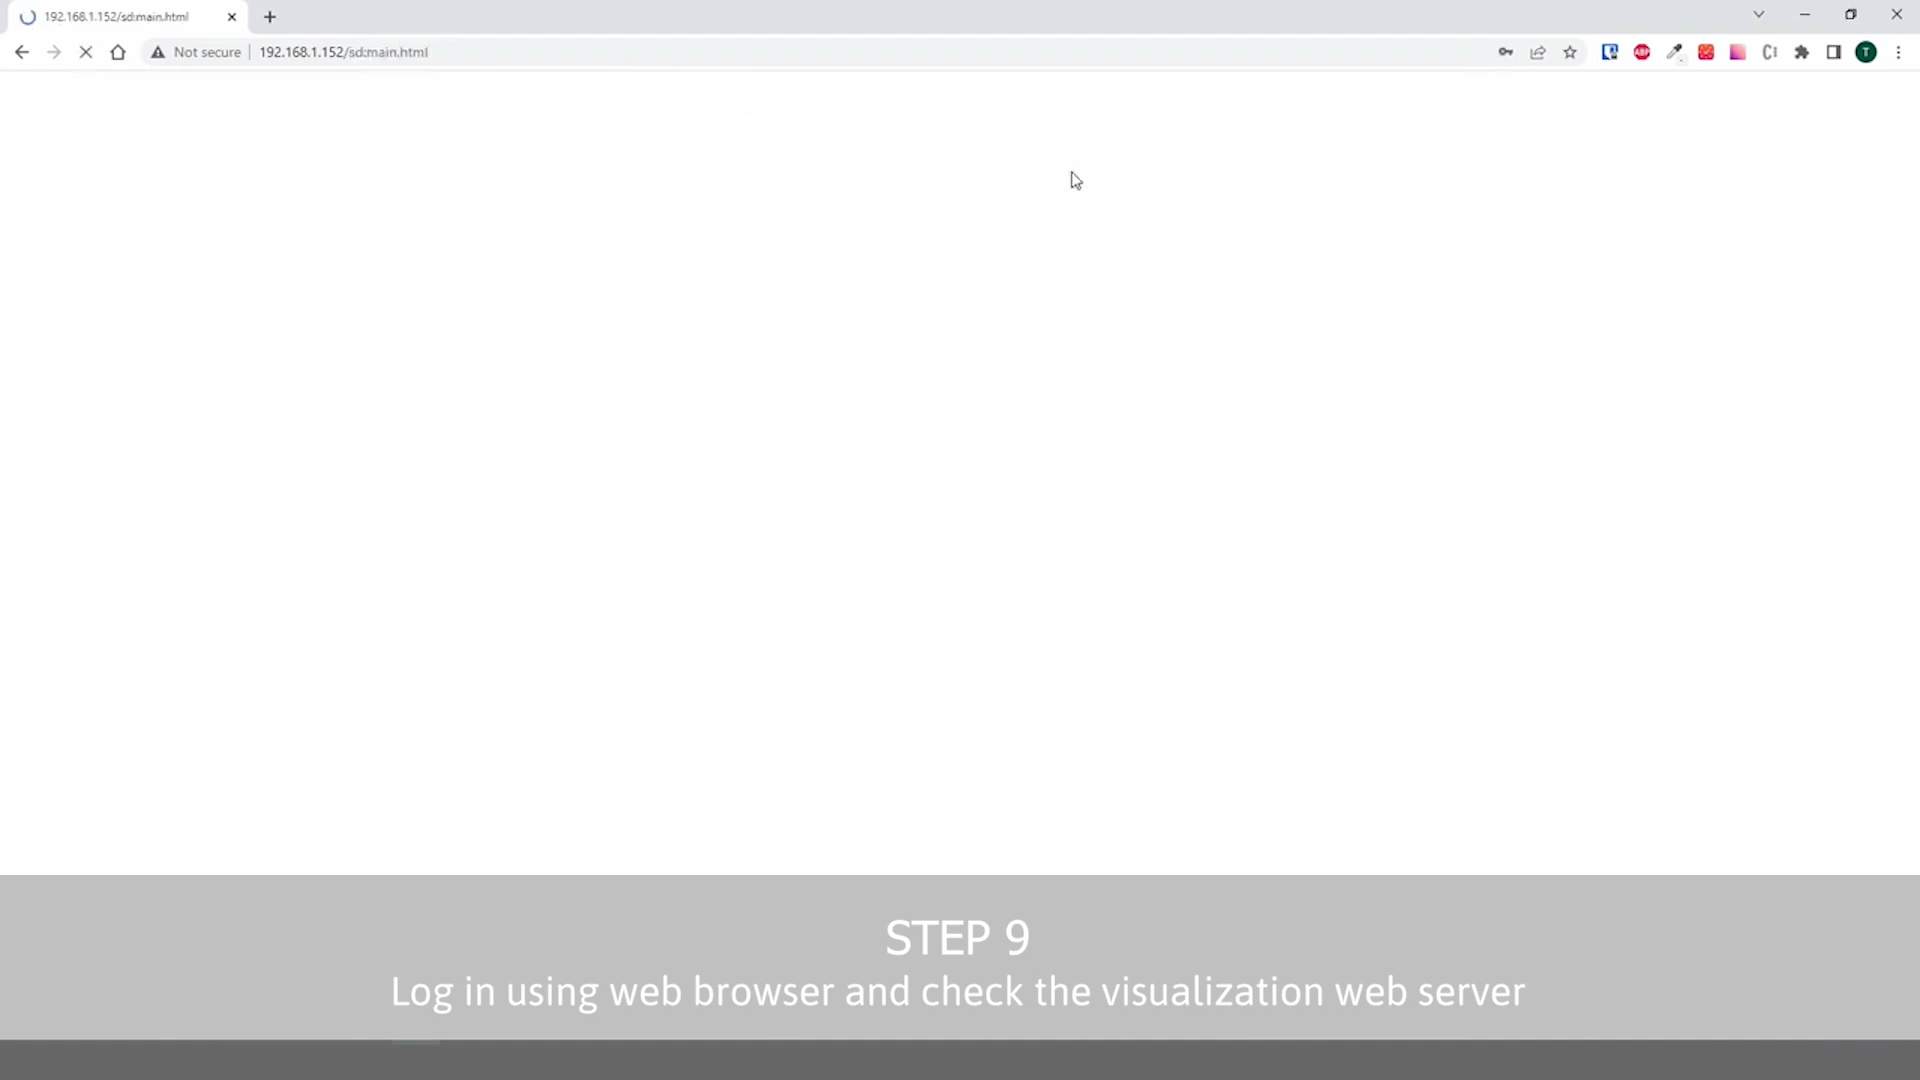 192.168.1.152/sd:main.html
Not secure
192.168.1.152/sd:main.html
ABP
T
STEP 9
Log in using web browser and check the visualization web server